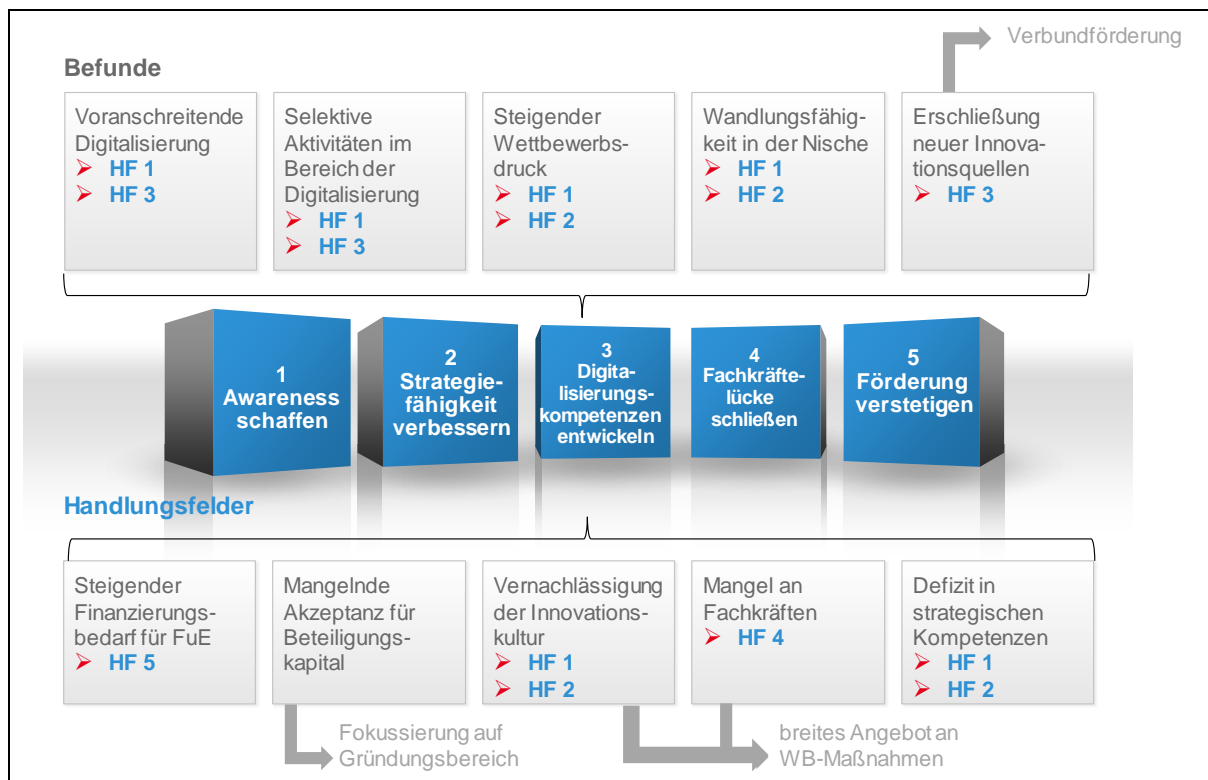 Verbundförderung
Befunde
Voranschreitende
Digitalisierung
HF 1
HF 3
Selektive
Aktivitäten im
Bereich der
Digitalisierung
HF 1
HF 3
Steigender
Wettbewerbs-
druck
HF 1
HF 2
Wandlungsfähig-
keit in der Nische
HF 1
HF 2
Erschließung
neuer Innova-
tionsquellen
HF 3
1
Awareness
schaffen
2
Strategie-
fähigkeit
verbessern
3
Digita-
lisierungs-
kompetenzen
entwickeln
4
Fachkräfte-
lücke
schließen
5
Förderung
verstetigen
Handlungsfelder
Steigender
Finanzierungs-
bedarf für FuE
HF 5
Mangelnde
Akzeptanz für
Beteiligungs-
kapital
Vernachlässigung
der Innovations-
kultur
HF 1
HF 2
Mangel an
Fachkräften
HF 4
Defizit in
strategischen
Kompetenzen
HF 1
HF 2
Fokussierung auf
Gründungsbereich
breites Angebot an
WB-Maßnahmen